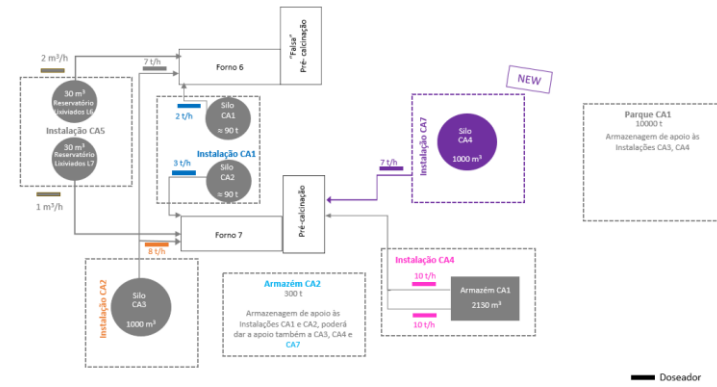 2 m³/h
7 t/h
Forno 6
"Falsa"
Pré- calcinação
30 m³
Reservatório
Lixiviados L6
Instalação CA5
30 m³
Reservatório
Lixiviados L7
1 m³/h
2 t/h
Silo
CA1
≈ 90 t
Instalação CA1
3 t/h
Silo
CA2
≈ 90 t
Forno 7
Pré-calcinação
8 t/h
Instalação CA2
Silo
CA3
1000 m³
NEW
Instalação CA7
Silo
CA4
1000 m³
7 t/h
Parque CA1
10000 t
Armazenagem de apoio às
Instalações CA3, CA4
Armazém CA2
300 t
Armazenagem de apoio às
Instalações CA1 e CA2, poderá
dar a apoio também a CA3, CA4 e
CA7
Instalação CA4
10 t/h
10 t/h
Armazém CA1
2130 m³
Doseador